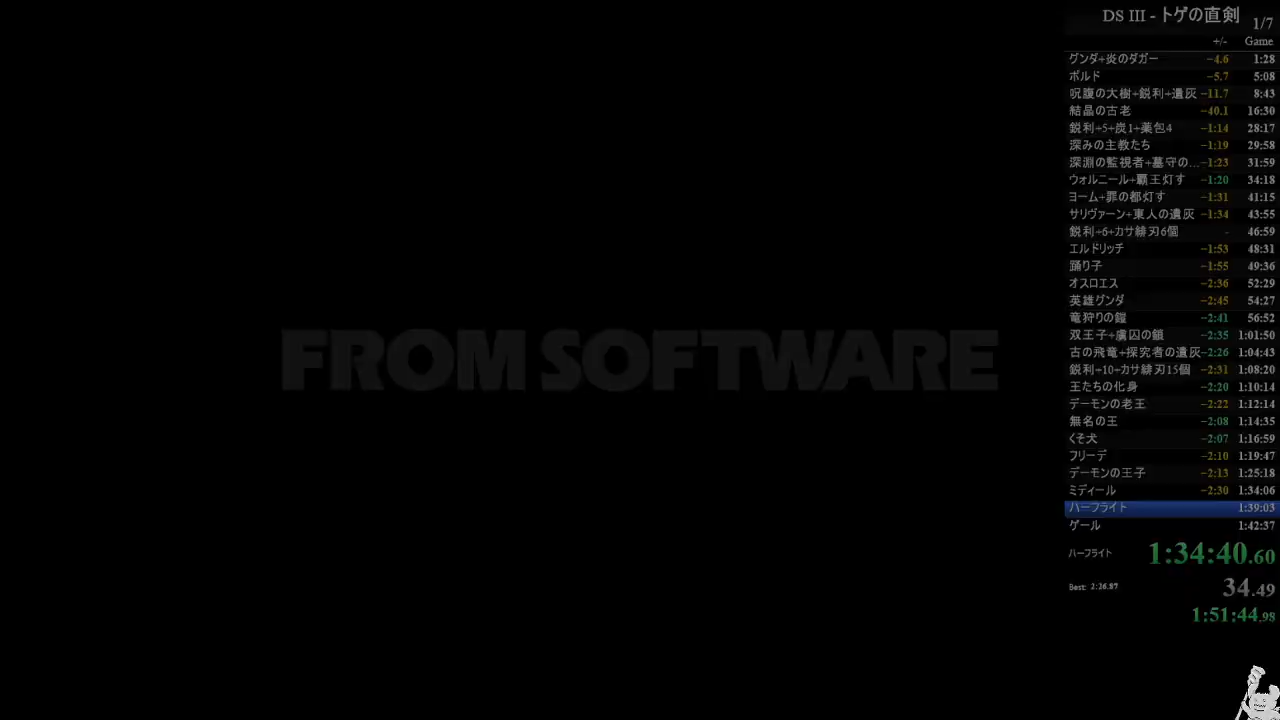 DS III - トゲの直剣
1/7
+/- Game
グンダ+炎のダガー −4.6 1:28
ボルド −5.7 5:08
呪腹の大樹+鋭利+遺灰 −11.7 8:43
結晶の古老 −40.1 16:30
鋭利+5+炭1+薬包4 −1:14 28:17
深みの主教たち −1:19 29:58
深淵の監視者+墓守の... −1:23 31:59
ウォルニール+覇王灯す −1:20 34:18
ヨーム+罪の都灯す −1:31 41:15
サリヴァーン+東人の遺灰 −1:34 43:55
鋭利+6+カサ緋刃6個 - 46:59
エルドリッチ −1:53 48:31
踊り子 −1:55 49:36
オスロエス −2:36 52:29
英雄グンダ −2:45 54:27
竜狩りの鎧 −2:41 56:52
双王子+虜囚の鎖 −2:35 1:01:50
古の飛竜+探究者の遺灰 −2:26 1:04:43
鋭利+10+カサ緋刃15個 −2:31 1:08:20
王たちの化身 −2:20 1:10:14
デーモンの老王 −2:22 1:12:14
無名の王 −2:08 1:14:35
くそ犬 −2:07 1:16:59
フリーデ −2:10 1:19:47
デーモンの王子 −2:13 1:25:18
ミディール −2:30 1:34:06
ハーフライト 1:39:03
ゲール 1:42:37
ハーフライト 1:34:40.60
Best: 2:26.87 34.49
1:51:44.98
FROM SOFTWARE